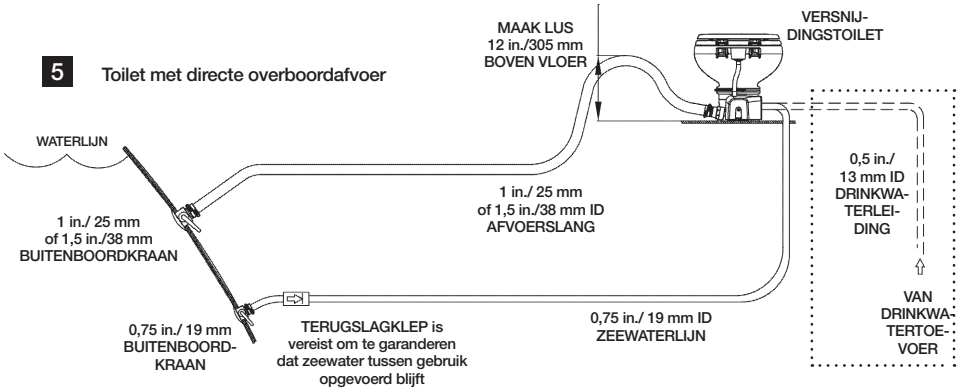 MAAK LUS
12 in./305 mm
BOVEN VLOER
VERSNIJ-
DINGSTOILET
5 Toilet met directe overboordafvoer
WATERLIJN
1 in./ 25 mm
of 1,5 in./38 mm
BUITENBOORDKRAAN
1 in./ 25 mm
of 1,5 in./38 mm ID
AFVOERSLANG
0,5 in./
13 mm ID
DRINKWA-
TERLEI-
DING
0,75 in./ 19 mm
BUITENBOORD-
KRAAN
TERUGSLAGKLEP is
vereist om te garanderen
dat zeewater tussen gebruik
opgevoerd blijft
0,75 in./ 19 mm ID
ZEEWATERLIJN
VAN
DRINKWA-
TERTOE-
VOER